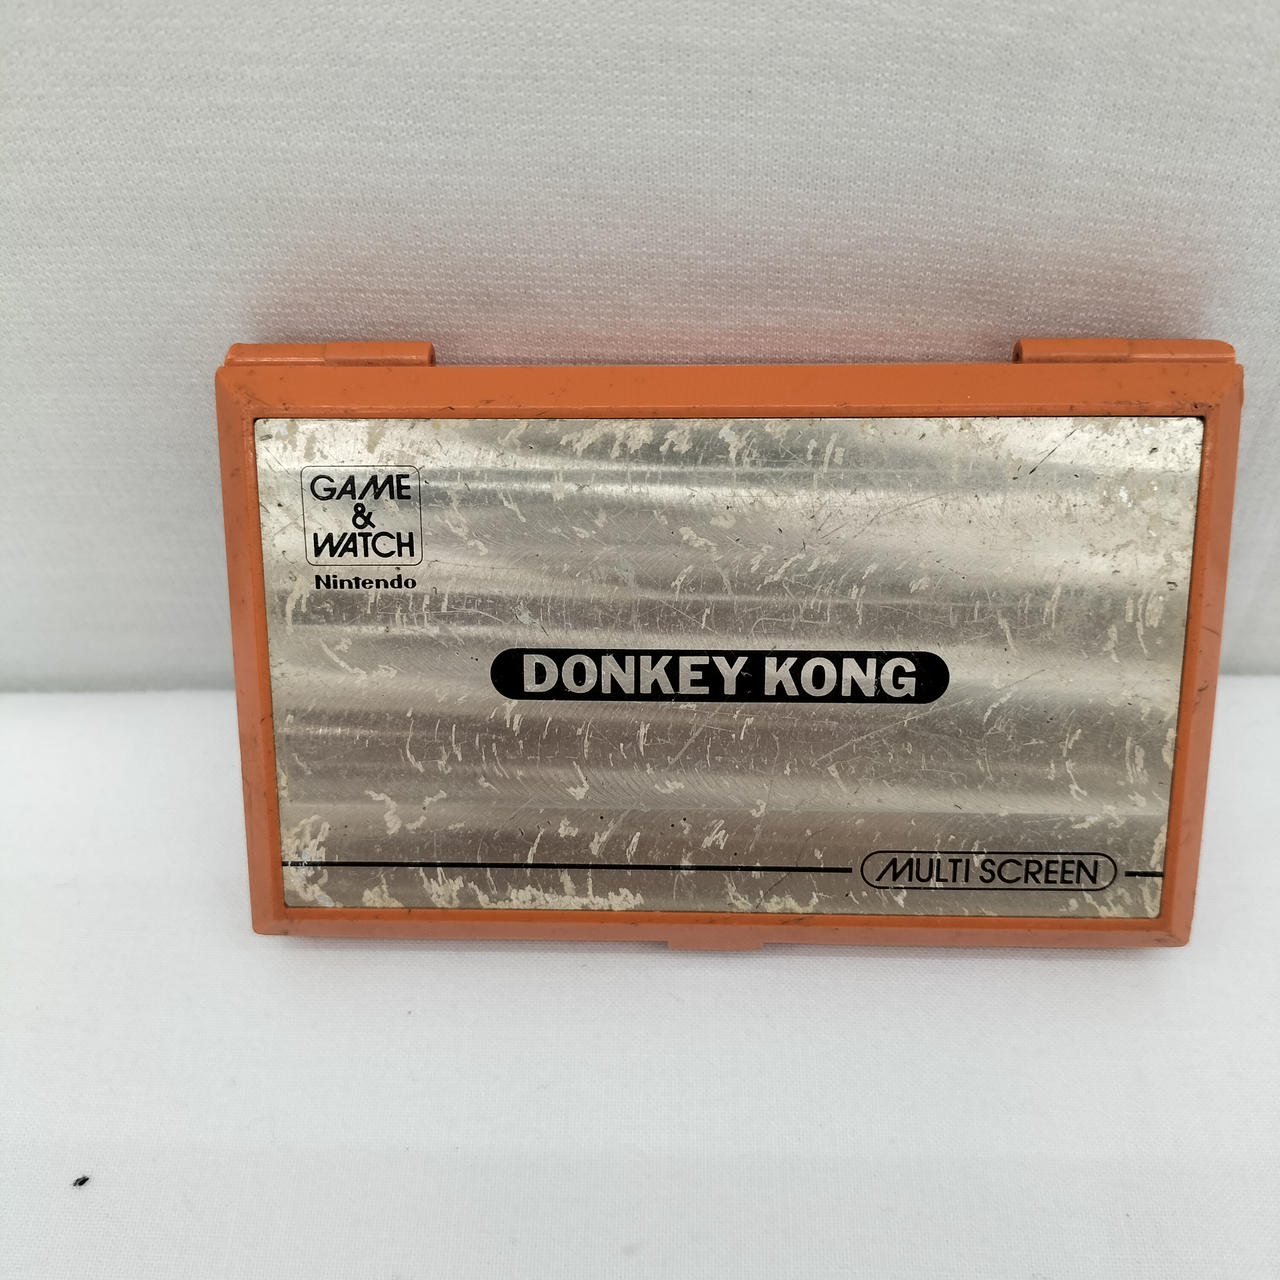 GAME
&
WATCH
Nintendo
DONKEY KONG
MULTI SCREEN